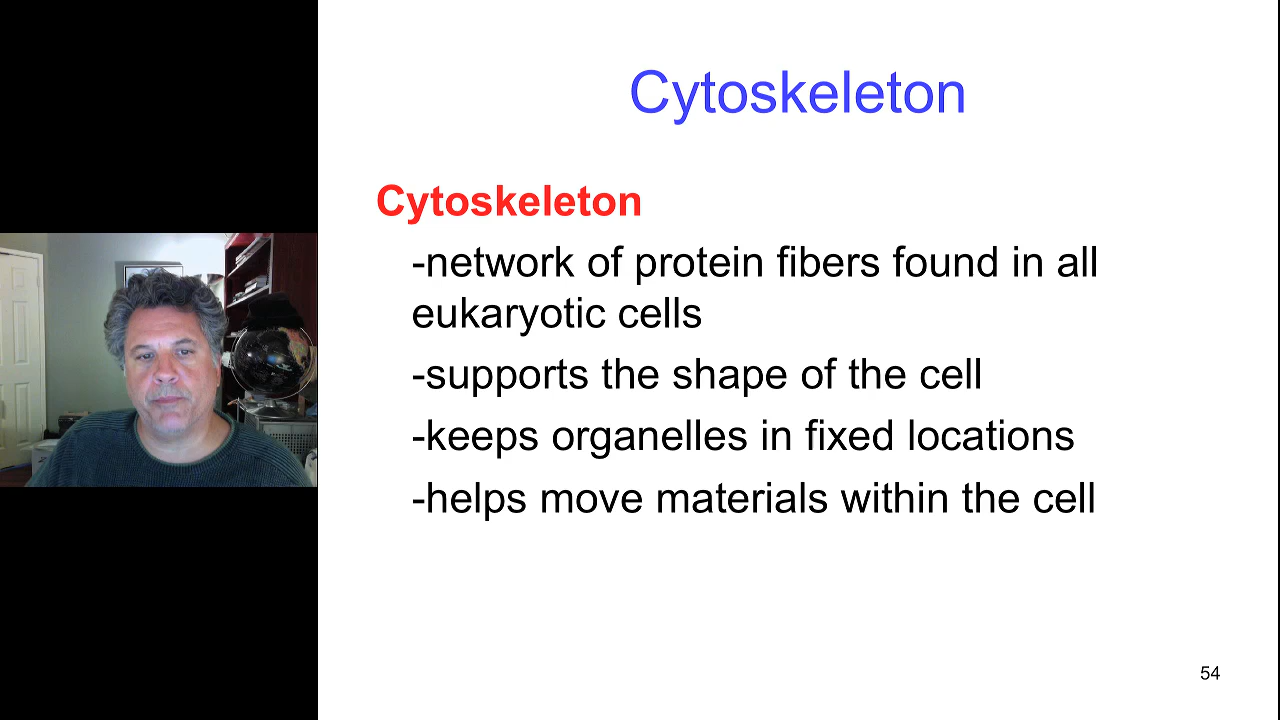 Cytoskeleton
Cytoskeleton
-network of protein fibers found in all
eukaryotic cells
-supports the shape of the cell
-keeps organelles in fixed locations
-helps move materials within the cell
54